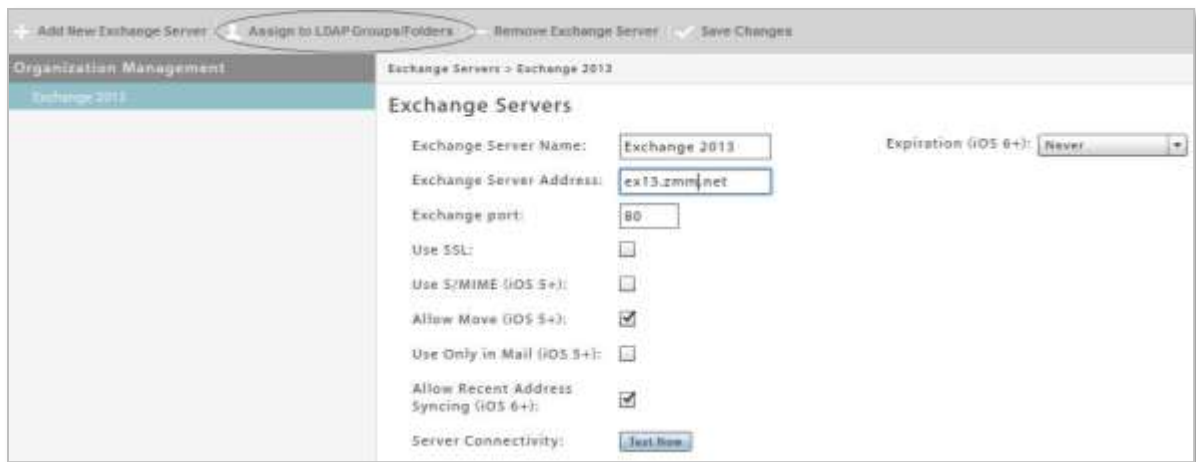 Add New Exchange Server Assign to LDAP Groups/Folders Remove Exchange Server Save Changes
Organization Management
Exchange Servers > Exchange 2013
Exchange 2013
Exchange Servers
Exchange Server Name: Exchange 2013 Expiration (iOS 6+): Never
Exchange Server Address: ex13.zmm.net
Exchange port: 80
Use SSL:
Use S/MIME (iOS 5+):
Allow Move (iOS 5+):
Use Only in Mail (iOS 5+):
Allow Recent Address
Syncing (iOS 6+):
Server Connectivity: Test Now